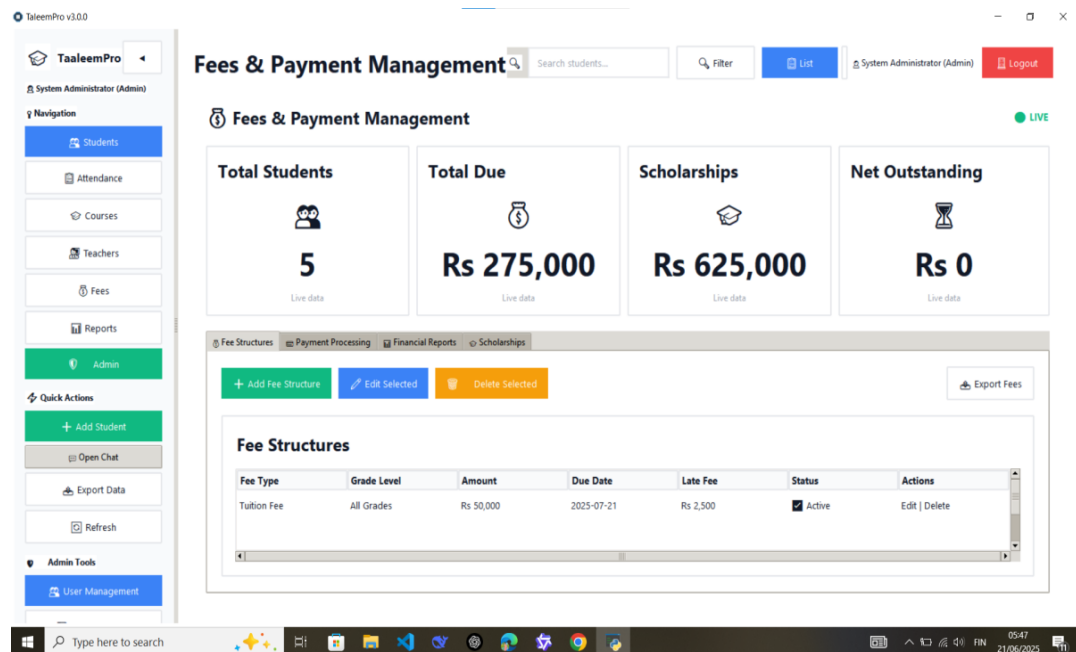 TaleemPro v3.0.0
TaaleemPro
System Administrator (Admin)
Navigation
Students
Attendance
Courses
Teachers
Fees
Reports
Admin
Quick Actions
Add Student
Open Chat
Export Data
Refresh
Admin Tools
User Management
Fees & Payment Management
Search students...
Filter
List
System Administrator (Admin)
Logout
Fees & Payment Management
LIVE
Total Students
5
Live data
Total Due
Rs 275,000
Live data
Scholarships
Rs 625,000
Live data
Net Outstanding
Rs 0
Live data
Fee Structures Payment Processing Financial Reports Scholarships
+ Add Fee Structure Edit Selected Delete Selected Export Fees
Fee Structures
Fee Type Grade Level Amount Due Date Late Fee Status Actions
Tuition Fee All Grades Rs 50,000 2025-07-21 Rs 2,500 Active Edit | Delete
Type here to search
FIN
05:47
21/06/2025